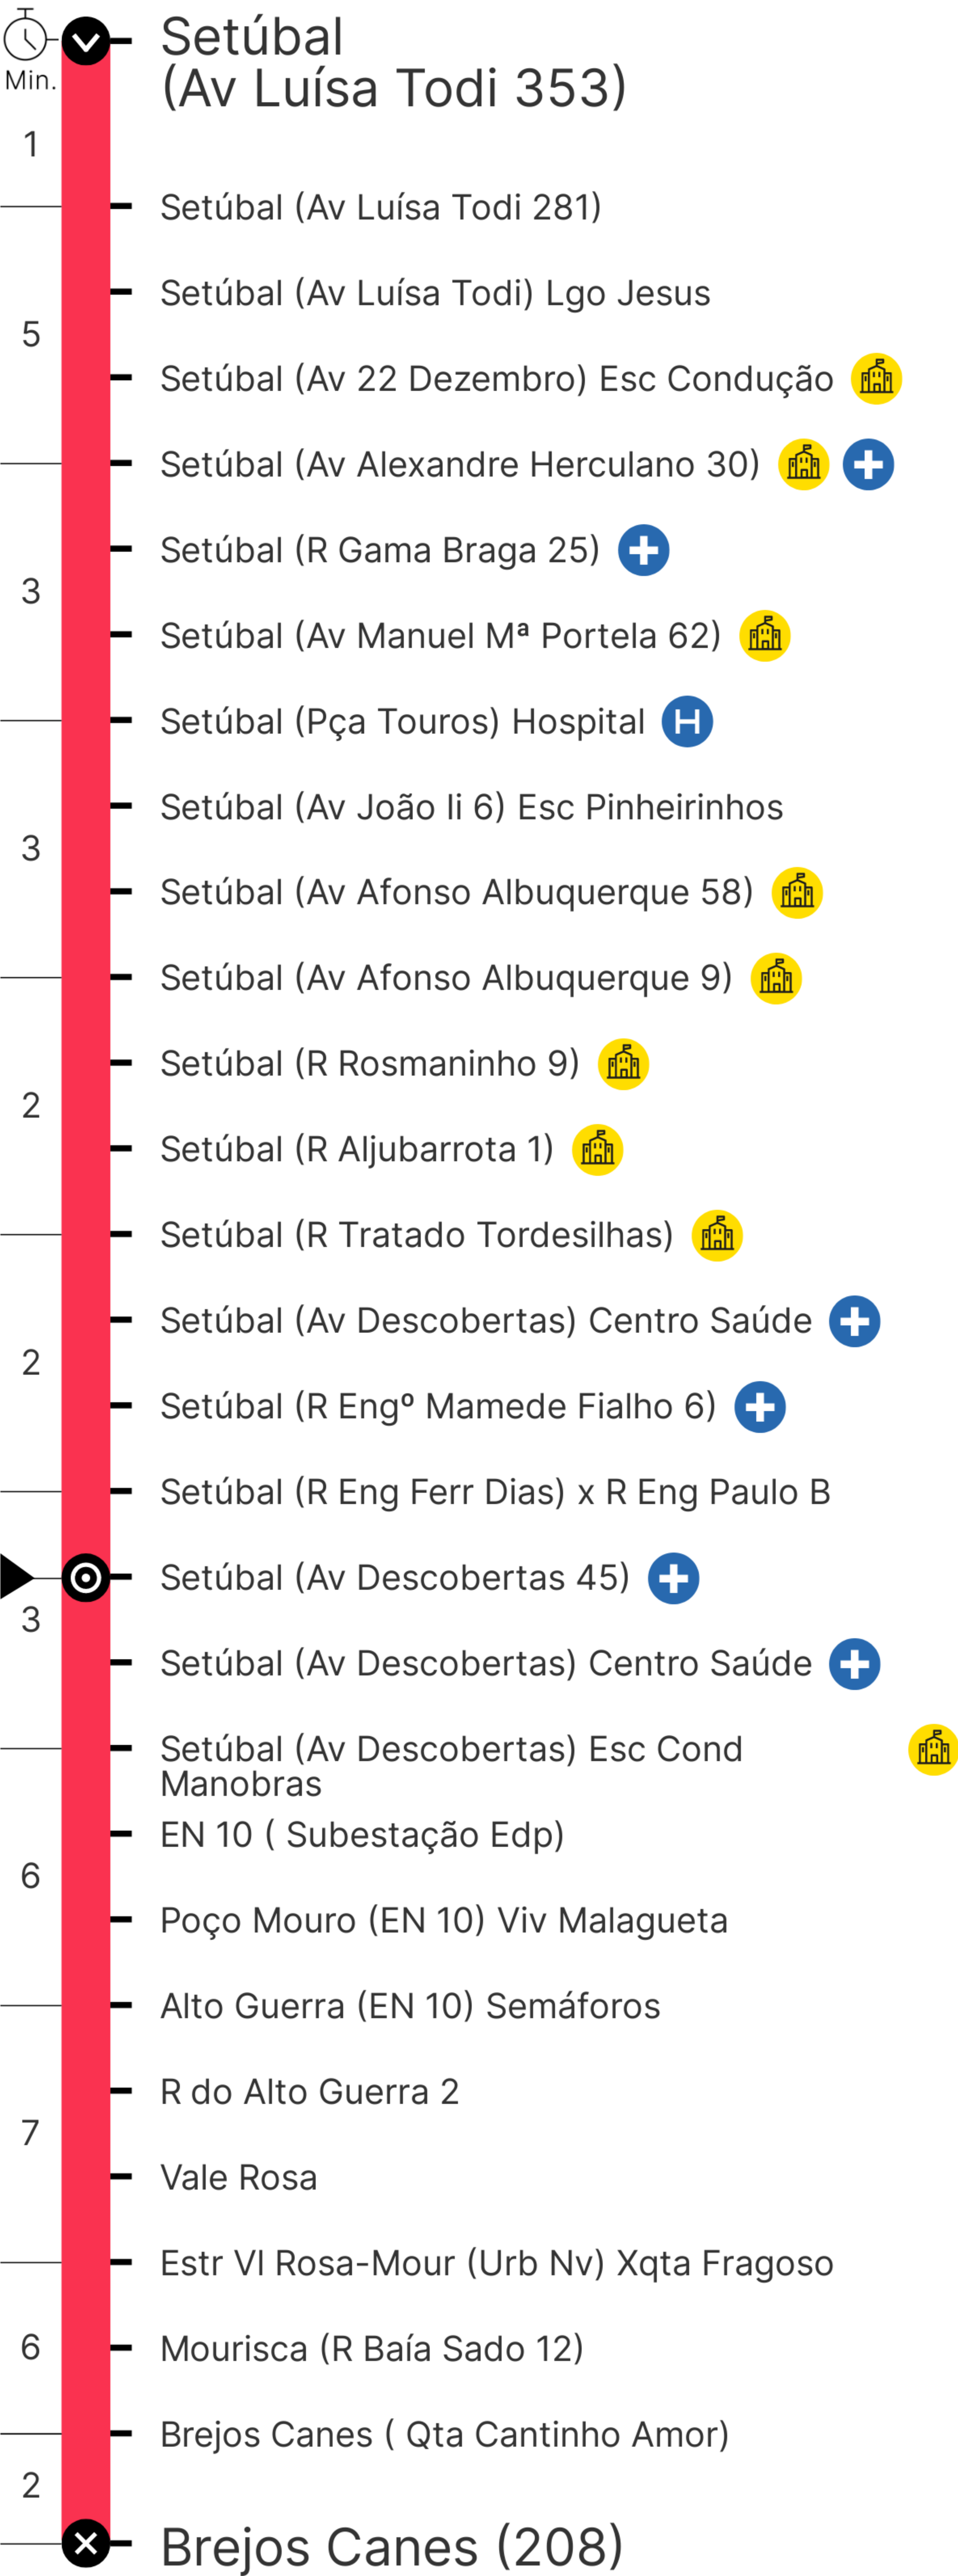 Setúbal
(Av Luísa Todi 353)
Min.
1
Setúbal (Av Luísa Todi 281)
Setúbal (Av Luísa Todi) Lgo Jesus
5
Setúbal (Av 22 Dezembro) Esc Condução
Setúbal (Av Alexandre Herculano 30)
Setúbal (R Gama Braga 25)
3
Setúbal (Av Manuel Mª Portela 62)
Setúbal (Pça Touros) Hospital H
Setúbal (Av João Ii 6) Esc Pinheirinhos
3
Setúbal (Av Afonso Albuquerque 58)
Setúbal (Av Afonso Albuquerque 9)
Setúbal (R Rosmaninho 9)
2
Setúbal (R Aljubarrota 1)
Setúbal (R Tratado Tordesilhas)
Setúbal (Av Descobertas) Centro Saúde
2
Setúbal (R Engº Mamede Fialho 6)
Setúbal (R Eng Ferr Dias) x R Eng Paulo B
Setúbal (Av Descobertas 45)
3
Setúbal (Av Descobertas) Centro Saúde
Setúbal (Av Descobertas) Esc Cond
Manobras
EN 10 ( Subestação Edp)
6
Poço Mouro (EN 10) Viv Malagueta
Alto Guerra (EN 10) Semáforos
R do Alto Guerra 2
7
Vale Rosa
Estr Vl Rosa-Mour (Urb Nv) Xqta Fragoso
6
Mourisca (R Baía Sado 12)
Brejos Canes ( Qta Cantinho Amor)
2
Brejos Canes (208)